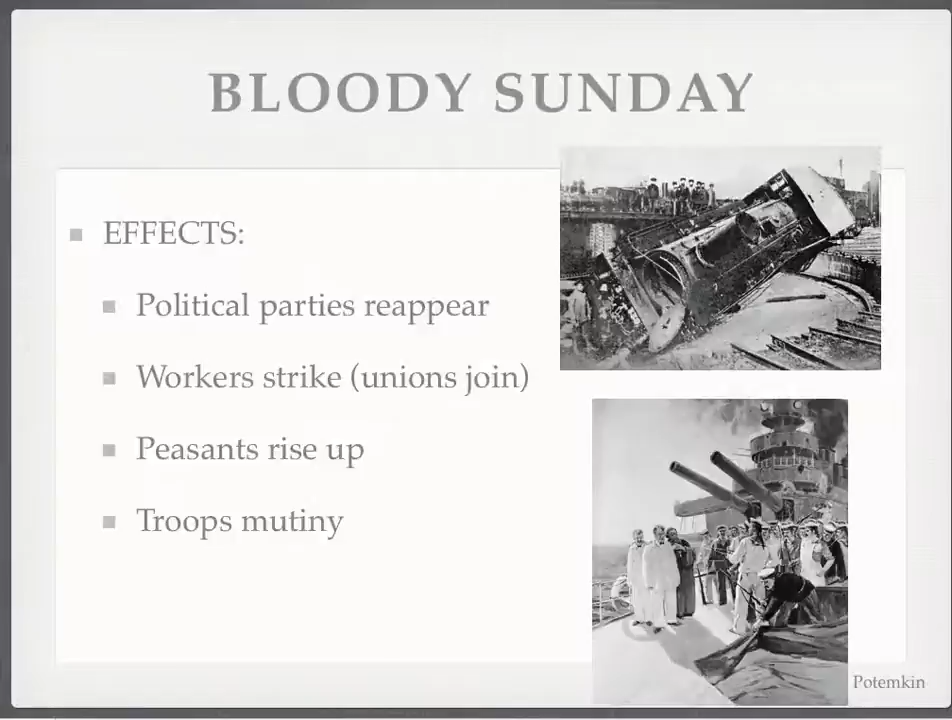 BLOODY SUNDAY
EFFECTS:
Political parties reappear
Workers strike (unions join)
Peasants rise up
Troops mutiny
Potemkin